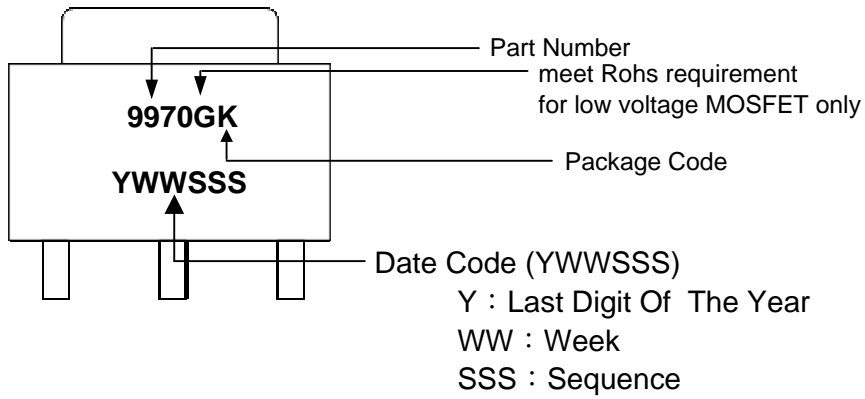 Part Number
meet Rohs requirement
for low voltage MOSFET only
9970GK
Package Code
YWWSSS
Date Code (YWWSSS)
Y：Last Digit Of The Year
WW：Week
SSS：Sequence